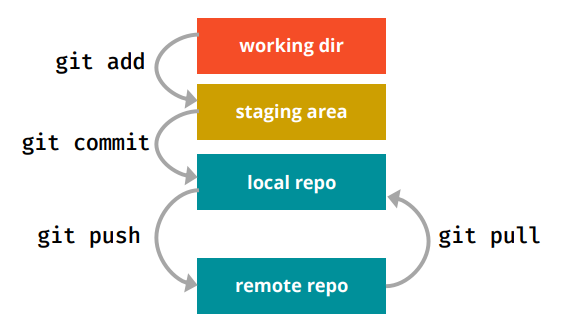 working dir
git add
staging area
git commit
local repo
git push
git pull
remote repo